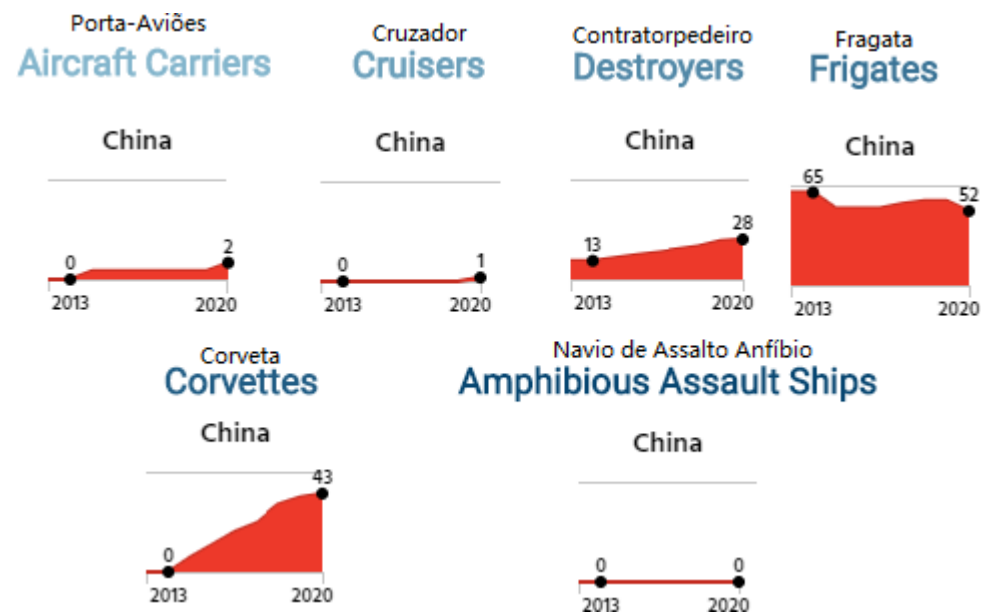 Porta-Aviões
Aircraft Carriers
China
0
2
2013
2020
Cruzador
Cruisers
China
0
1
2013
2020
Contratorpedeiro
Destroyers
China
13
28
2013
2020
Fragata
Frigates
China
65
52
2013
2020
Corveta
Corvettes
China
0
43
2013
2020
Navio de Assalto Anfíbio
Amphibious Assault Ships
China
0
0
2013
2020